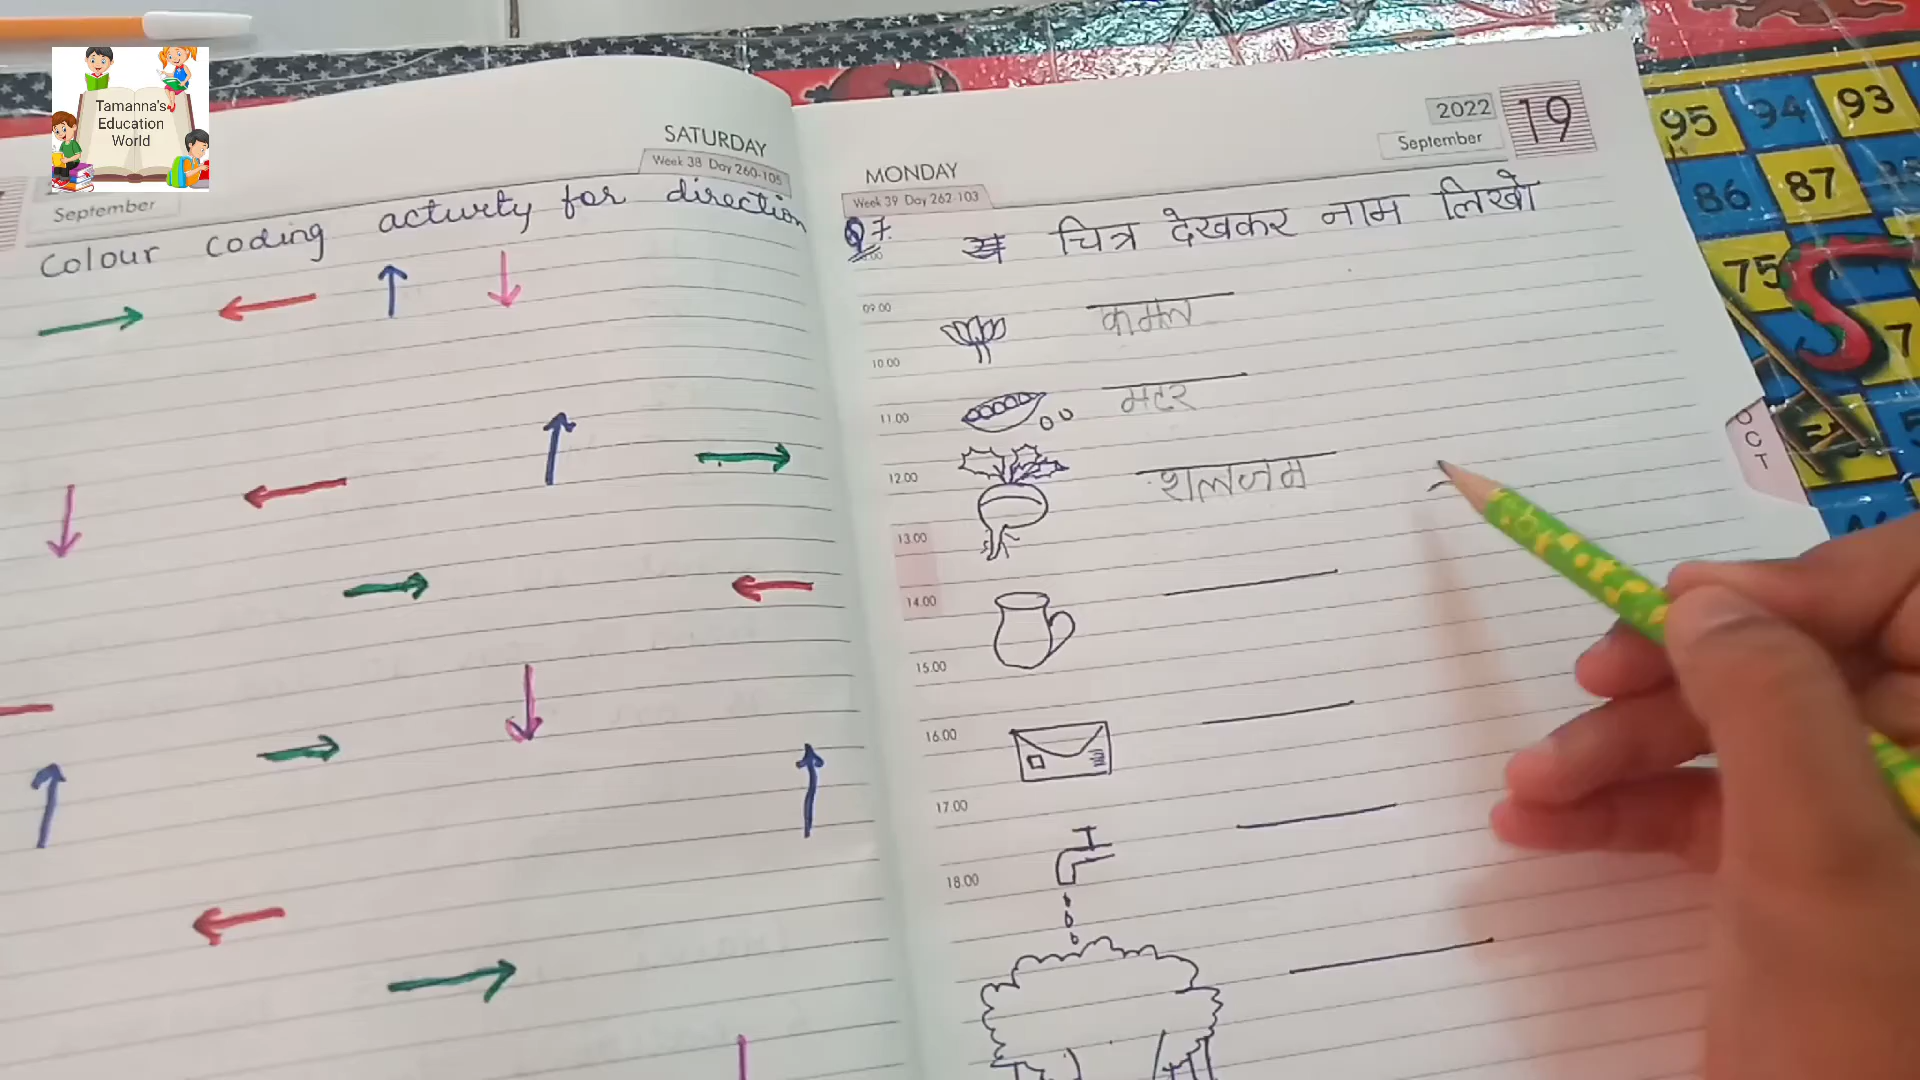 Tamanna's
Education
World
SATURDAY
Week 38 Day 260-105
September
Colour coding activity for direction
2022
19
September
MONDAY
Week 39 Day 262-103
Q7. चित्र देखकर नाम लिखो
09.00
कमल
10.00
11.00
मटर
12.00
शलजम
13.00
14.00
15.00
16.00
17.00
18.00
OCT
95 94 93
86 87
75
7